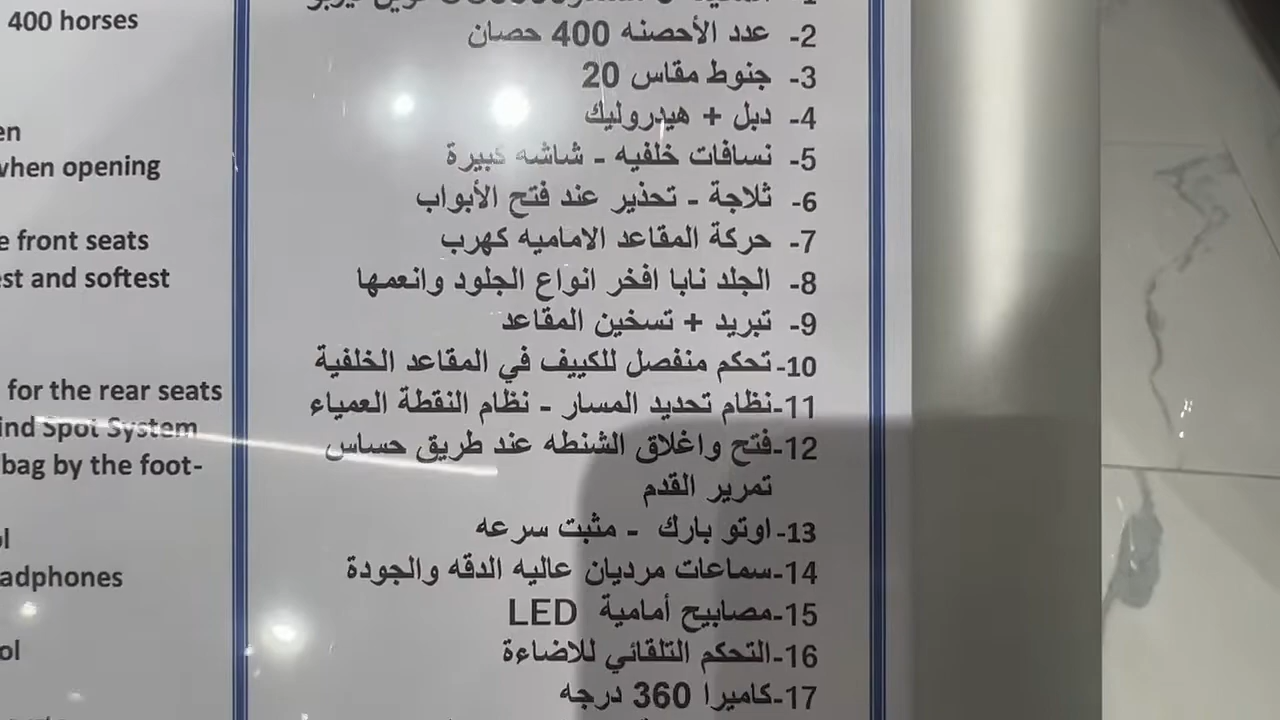 400 horses
en
when opening
e front seats
est and softest
for the rear seats
ind Spot System
bag by the foot-
ol
adphones
ol
2- عدد الأحصنه 400 حصان
3- جنوط مقاس 20
4- دبل + هيدروليك
5- نسافات خلفيه - شاشه كبيرة
6- ثلاجة - تحذير عند فتح الأبواب
7- حركة المقاعد الاماميه كهرب
8- الجلد نابا افخر انواع الجلود وانعمها
9- تبريد + تسخين المقاعد
10- تحكم منفصل للكييف في المقاعد الخلفية
11-نظام تحديد المسار - نظام النقطة العمياء
12-فتح واغلاق الشنطه عند طريق حساس
تمرير القدم
13-اوتو بارك - مثبت سرعه
14-سماعات مرديان عاليه الدقه والجودة
15-مصابيح أمامية LED
16-التحكم التلقائي للاضاءة
17-كاميرا 360 درجه